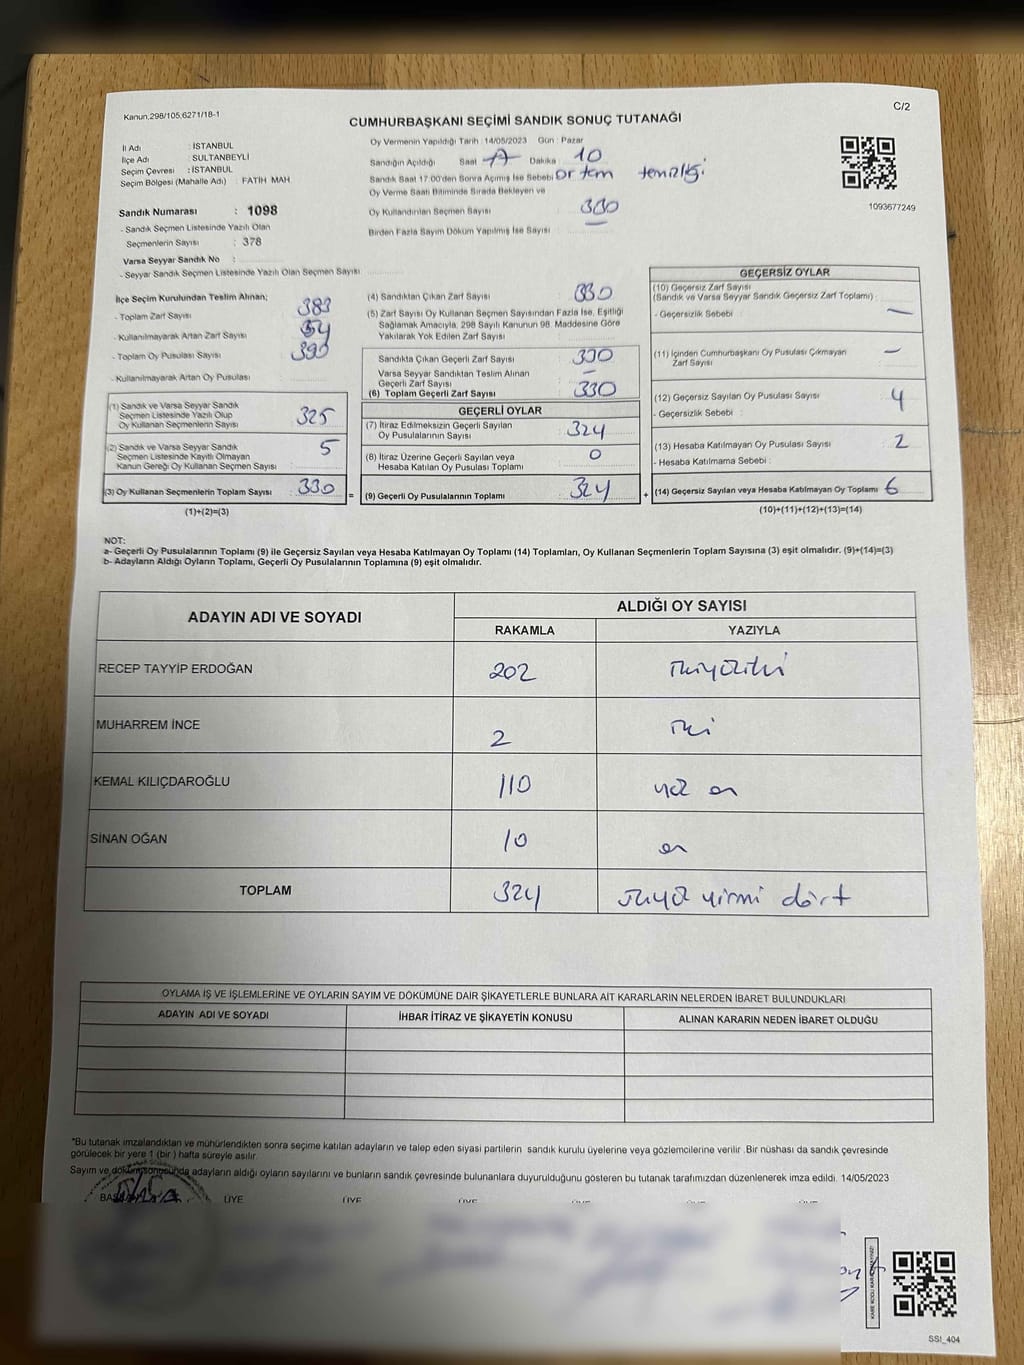 Kanun,298/105,6271/18-1
C/2
CUMHURBAŞKANI SEÇİMİ SANDIK SONUÇ TUTANAĞI
İl Adı : İSTANBUL
İlçe Adı : SULTANBEYLİ
Seçim Çevresi : İSTANBUL
Seçim Bölgesi (Mahalle Adı) : FATİH MAH
Sandık Numarası : 1098
- Sandık Seçmen Listesinde Yazılı Olan
Seçmenlerin Sayısı : 378
Varsa Seyyar Sandık No :
- Seyyar Sandık Seçmen Listesinde Yazılı Olan Seçmen Sayısı
Oy Vermenin Yapıldığı Tarih :14/05/2023 Gün : Pazar
Sandığın Açıldığı Saat Dakika : 10
Sandık Saat 17:00'den Sonra Açımış İse Sebebi ortam temizliği
Oy Verme Saati Bitiminde Sırada Bekleyen ve
Oy Kullandırılan Seçmen Sayısı 330
Birden Fazla Sayım Döküm Yapılmış İse Sayısı
1093677249
İlçe Seçim Kurulundan Teslim Alınan;
- Toplam Zarf Sayısı 383
- Kullanılmayarak Artan Zarf Sayısı
- Toplam Oy Pusulası Sayısı
- Kullanılmayarak Artan Oy Pusulası
(1) Sandık ve Varsa Seyyar Sandık
Seçmen Listesinde Yazılı Olup
Oy Kullanan Seçmenlerin Sayısı 325
(2) Sandık ve Varsa Seyyar Sandık
Seçmen Listesinde Kayıtlı Olmayan
Kanun Gereği Oy Kullanan Seçmen Sayısı 5
(3) Oy Kullanan Seçmenlerin Toplam Sayısı 330 =
(1)+(2)=(3)
(4) Sandıktan Çıkan Zarf Sayısı 330
(5) Zarf Sayısı Oy Kullanan Seçmen Sayısından Fazla İse, Eşitliği
Sağlamak Amacıyla, 298 Sayılı Kanunun 98. Maddesine Göre
Yakılarak Yok Edilen Zarf Sayısı
Sandıkta Çıkan Geçerli Zarf Sayısı 330
Varsa Seyyar Sandıktan Teslim Alınan
Geçerli Zarf Sayısı –
(6) Toplam Geçerli Zarf Sayısı 330
GEÇERLİ OYLAR
(7) İtiraz Edilmeksizin Geçerli Sayılan
Oy Pusulalarının Sayısı 324
(8) İtiraz Üzerine Geçerli Sayılan veya
Hesaba Katılan Oy Pusulası Toplamı 0
(9) Geçerli Oy Pusulalarının Toplamı 324 +
GEÇERSİZ OYLAR
(10) Geçersiz Zarf Sayısı
(Sandık ve Varsa Seyyar Sandık Geçersiz Zarf Toplamı) :
- Geçersizlik Sebebi : –
(11) İçinden Cumhurbaşkanı Oy Pusulası Çıkmayan
Zarf Sayısı –
(12) Geçersiz Sayılan Oy Pusulası Sayısı 4
- Geçersizlik Sebebi :
(13) Hesaba Katılmayan Oy Pusulası Sayısı 2
- Hesaba Katılmama Sebebi :
(14) Geçersiz Sayılan veya Hesaba Katılmayan Oy Toplamı 6
(10)+(11)+(12)+(13)=(14)
NOT:
a- Geçerli Oy Pusulalarının Toplamı (9) ile Geçersiz Sayılan veya Hesaba Katılmayan Oy Toplamı (14) Toplamları, Oy Kullanan Seçmenlerin Toplam Sayısına (3) eşit olmalıdır. (9)+(14)=(3)
b- Adayların Aldığı Oyların Toplamı, Geçerli Oy Pusulalarının Toplamına (9) eşit olmalıdır.
ADAYIN ADI VE SOYADI ALDIĞI OY SAYISI
RAKAMLA YAZIYLA
RECEP TAYYİP ERDOĞAN 202 ikiyüziki
MUHARREM İNCE 2 iki
KEMAL KILIÇDAROĞLU 110 yüz on
SİNAN OĞAN 10 on
TOPLAM 324 üçyüz yirmi dört
OYLAMA İŞ VE İŞLEMLERİNE VE OYLARIN SAYIM VE DÖKÜMÜNE DAİR ŞİKAYETLERLE BUNLARA AİT KARARLARIN NELERDEN İBARET BULUNDUKLARI
ADAYIN ADI VE SOYADI İHBAR İTİRAZ VE ŞİKAYETİN KONUSU ALINAN KARARIN NEDEN İBARET OLDUĞU
*Bu tutanak imzalandıktan ve mühürlendikten sonra seçime katılan adayların ve talep eden siyasi partilerin sandık kurulu üyelerine veya gözlemcilerine verilir .Bir nüshası da sandık çevresinde
görülecek bir yere 1 (bir ) hafta süreyle asılır.
Sayım ve dökümsonucunda adayların aldığı oyların sayılarını ve bunların sandık çevresinde bulunanlara duyurulduğunu gösteren bu tutanak tarafımızdan düzenlenerek imza edildi. 14/05/2023
ÜYE ÜYE ÜYE
SSI_404